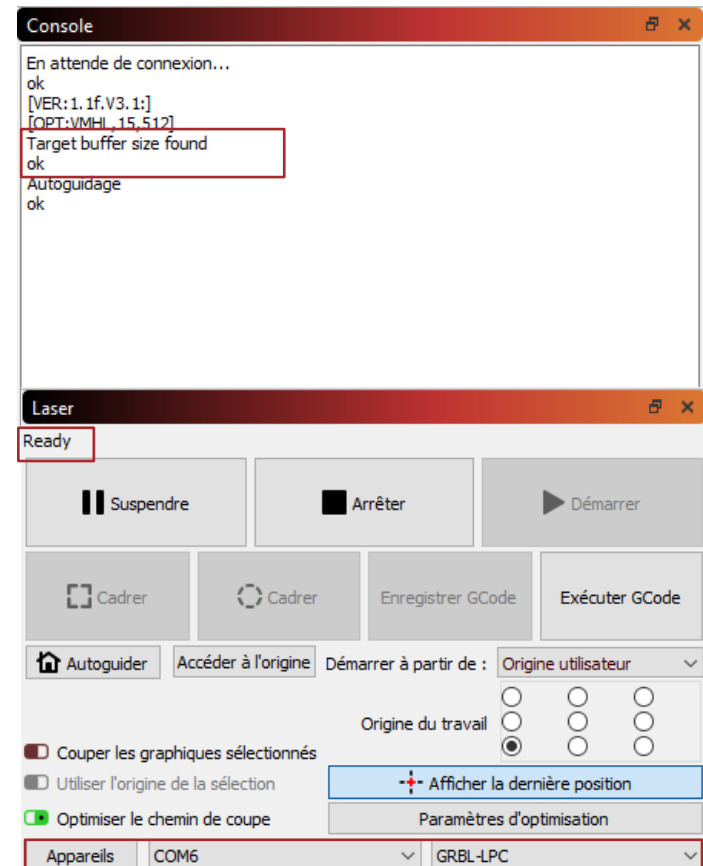 Console
En attende de connexion...
ok
[VER:1.1f.V3.1:]
[OPT:VMHL,15,512]
Target buffer size found
ok
Autoguidage
ok
Laser
Ready
Suspendre Arrêter Démarrer
Cadrer Cadrer Enregistrer GCode Exécuter GCode
Autoguider Accéder à l'origine Démarrer à partir de : Origine utilisateur
Origine du travail
Couper les graphiques sélectionnés
Utiliser l'origine de la sélection Afficher la dernière position
Optimiser le chemin de coupe Paramètres d'optimisation
Appareils COM6 GRBL-LPC